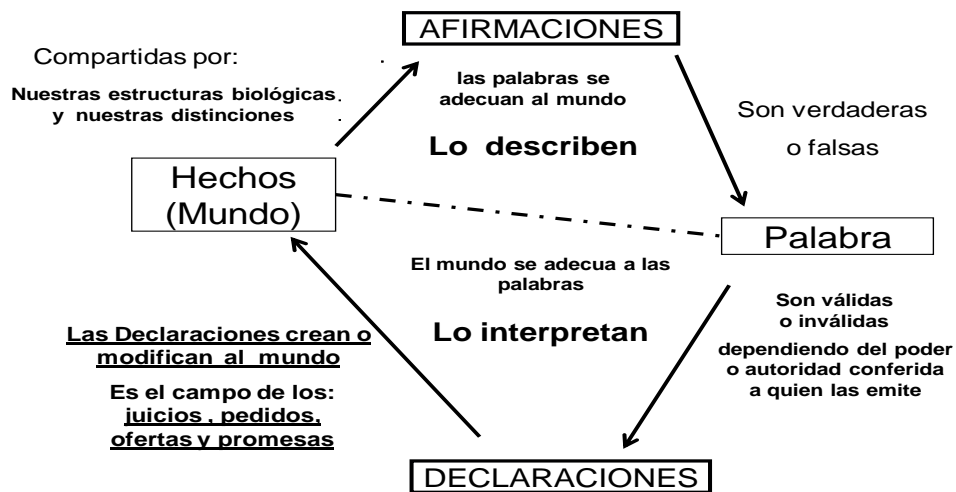 AFIRMACIONES
Compartidas por:
Nuestras estructuras biológicas.
y nuestras distinciones .
las palabras se
adecuan al mundo
Lo describen
Son verdaderas
o falsas
Hechos
(Mundo)
Palabra
El mundo se adecua a las
palabras
Lo interpretan
Son válidas
o inválidas
dependiendo del poder
o autoridad conferida
a quien las emite
Las Declaraciones crean o
modifican al mundo
Es el campo de los:
juicios , pedidos,
ofertas y promesas
DECLARACIONES